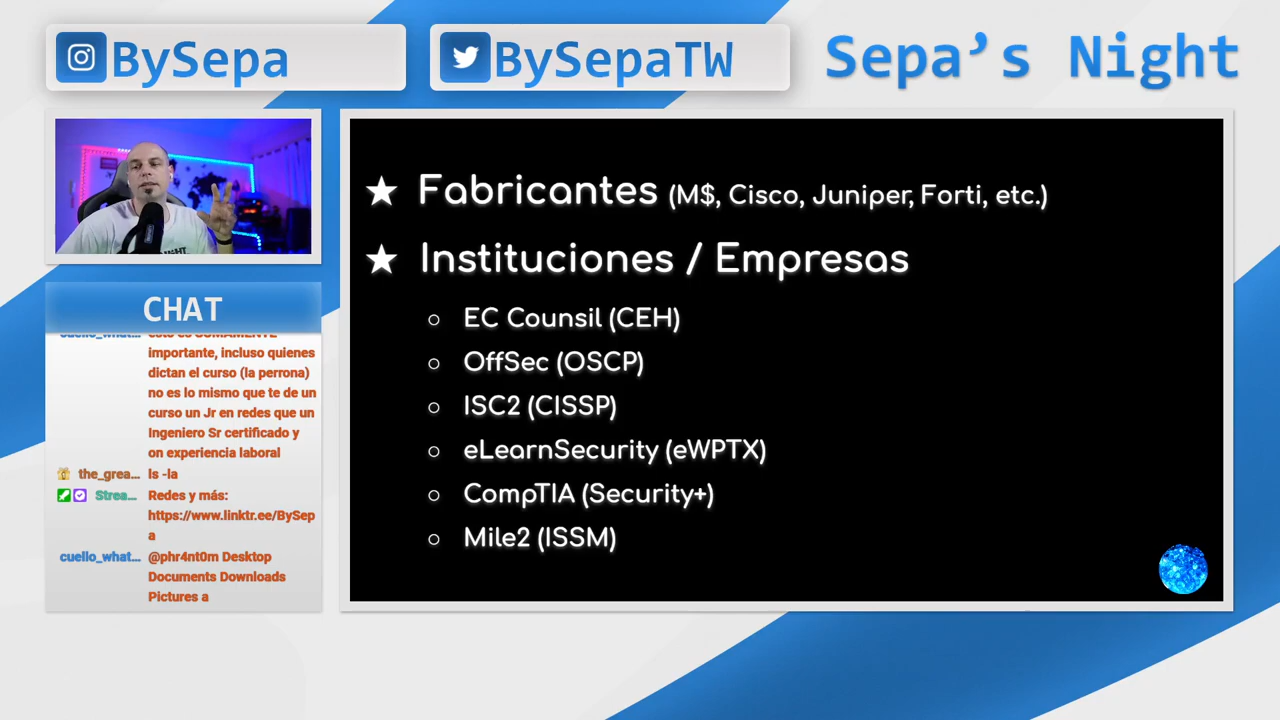 BySepa
BySepaTW
Sepa’s Night
★ Fabricantes (M$, Cisco, Juniper, Forti, etc.)
★ Instituciones / Empresas
○ EC Counsil (CEH)
○ OffSec (OSCP)
○ ISC2 (CISSP)
○ eLearnSecurity (eWPTX)
○ CompTIA (Security+)
○ Mile2 (ISSM)
CHAT
cuello_what...
importante, incluso quienes
dictan el curso (la perrona)
no es lo mismo que te de un
curso un Jr en redes que un
Ingeniero Sr certificado y
on experiencia laboral
the_grea... ls -la
Strea... Redes y más:
https://www.linktr.ee/BySep
a
cuello_what... @phr4nt0m Desktop
Documents Downloads
Pictures a